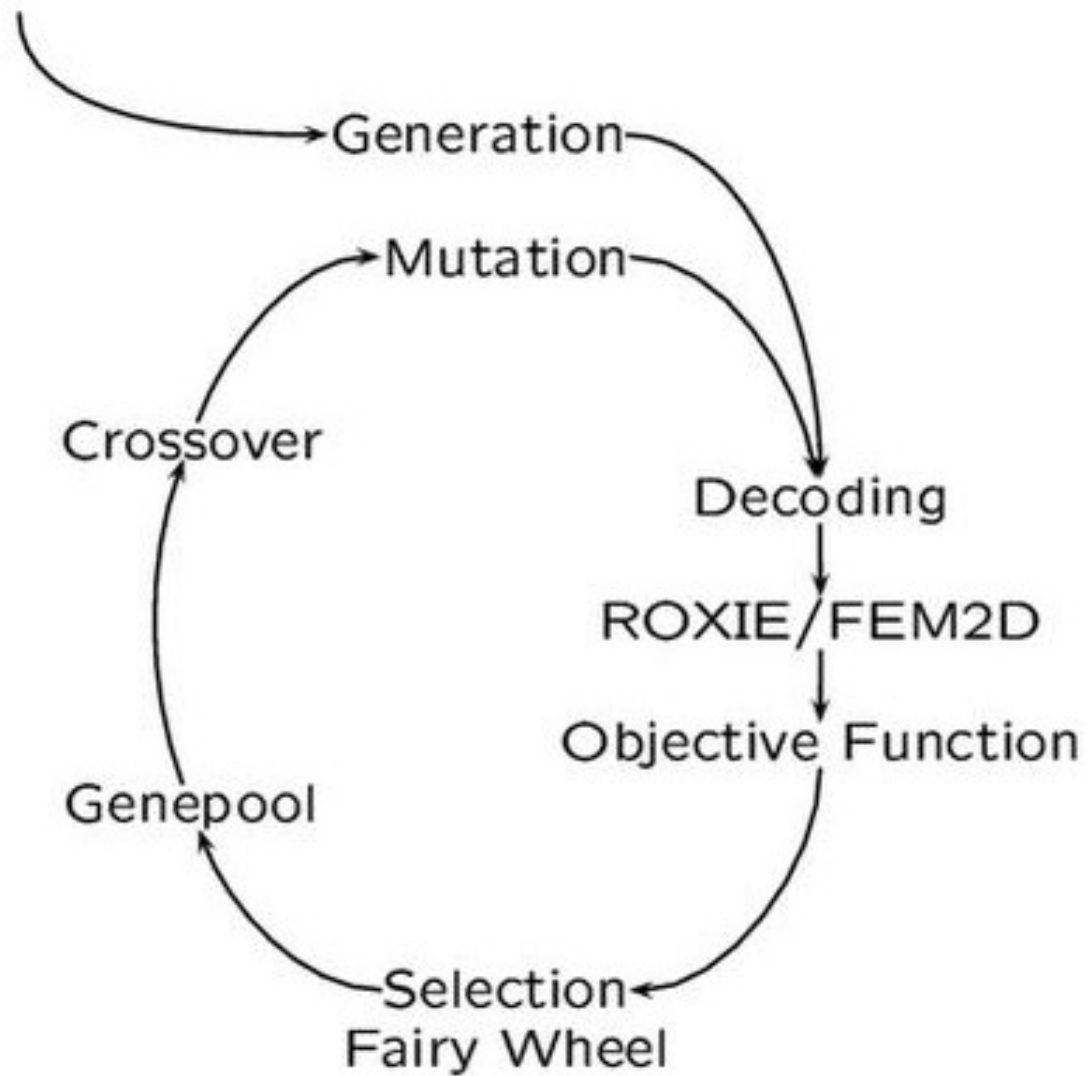 Generation
Mutation
Crossover
Decoding
ROXIE/FEM2D
Objective Function
Genepool
Selection
Fairy Wheel